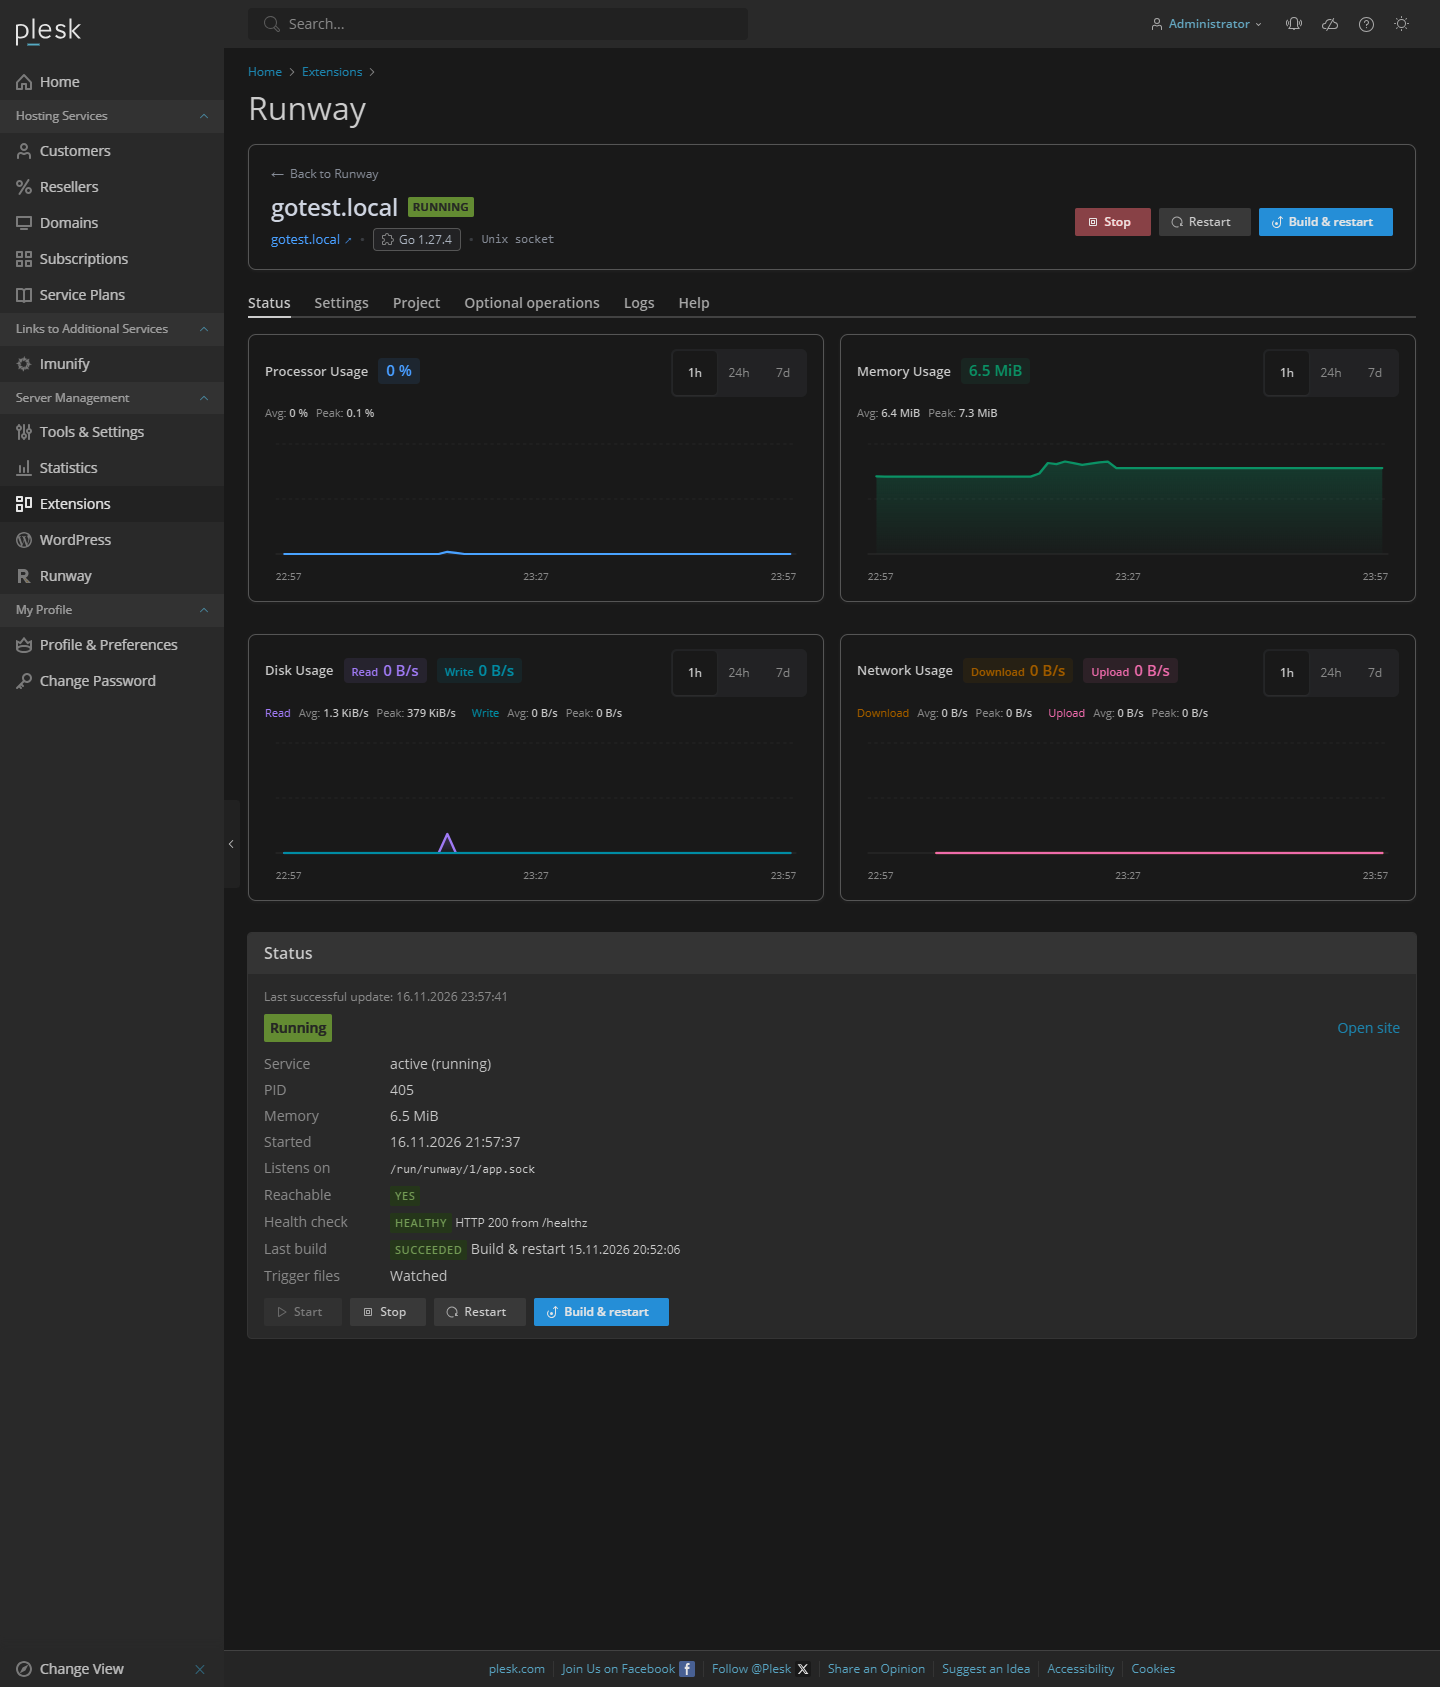 plesk
Search...
Administrator
Home
Hosting Services
Customers
Resellers
Domains
Subscriptions
Service Plans
Links to Additional Services
Imunify
Server Management
Tools & Settings
Statistics
Extensions
WordPress
Runway
My Profile
Profile & Preferences
Change Password
Change View
Home > Extensions >
Runway
← Back to Runway
gotest.local RUNNING
gotest.local ↗ • Go 1.27.4 • Unix socket
Stop Restart Build & restart
Status Settings Project Optional operations Logs Help
Processor Usage 0 % 1h 24h 7d
Avg: 0 % Peak: 0.1 %
22:57 23:27 23:57
Memory Usage 6.5 MiB 1h 24h 7d
Avg: 6.4 MiB Peak: 7.3 MiB
22:57 23:27 23:57
Disk Usage Read 0 B/s Write 0 B/s 1h 24h 7d
Read Avg: 1.3 KiB/s Peak: 379 KiB/s Write Avg: 0 B/s Peak: 0 B/s
22:57 23:27 23:57
Network Usage Download 0 B/s Upload 0 B/s 1h 24h 7d
Download Avg: 0 B/s Peak: 0 B/s Upload Avg: 0 B/s Peak: 0 B/s
22:57 23:27 23:57
Status
Last successful update: 16.11.2026 23:57:41
Running Open site
Service active (running)
PID 405
Memory 6.5 MiB
Started 16.11.2026 21:57:37
Listens on /run/runway/1/app.sock
Reachable YES
Health check HEALTHY HTTP 200 from /healthz
Last build SUCCEEDED Build & restart 15.11.2026 20:52:06
Trigger files Watched
Start Stop Restart Build & restart
plesk.com Join Us on Facebook Follow @Plesk Share an Opinion Suggest an Idea Accessibility Cookies